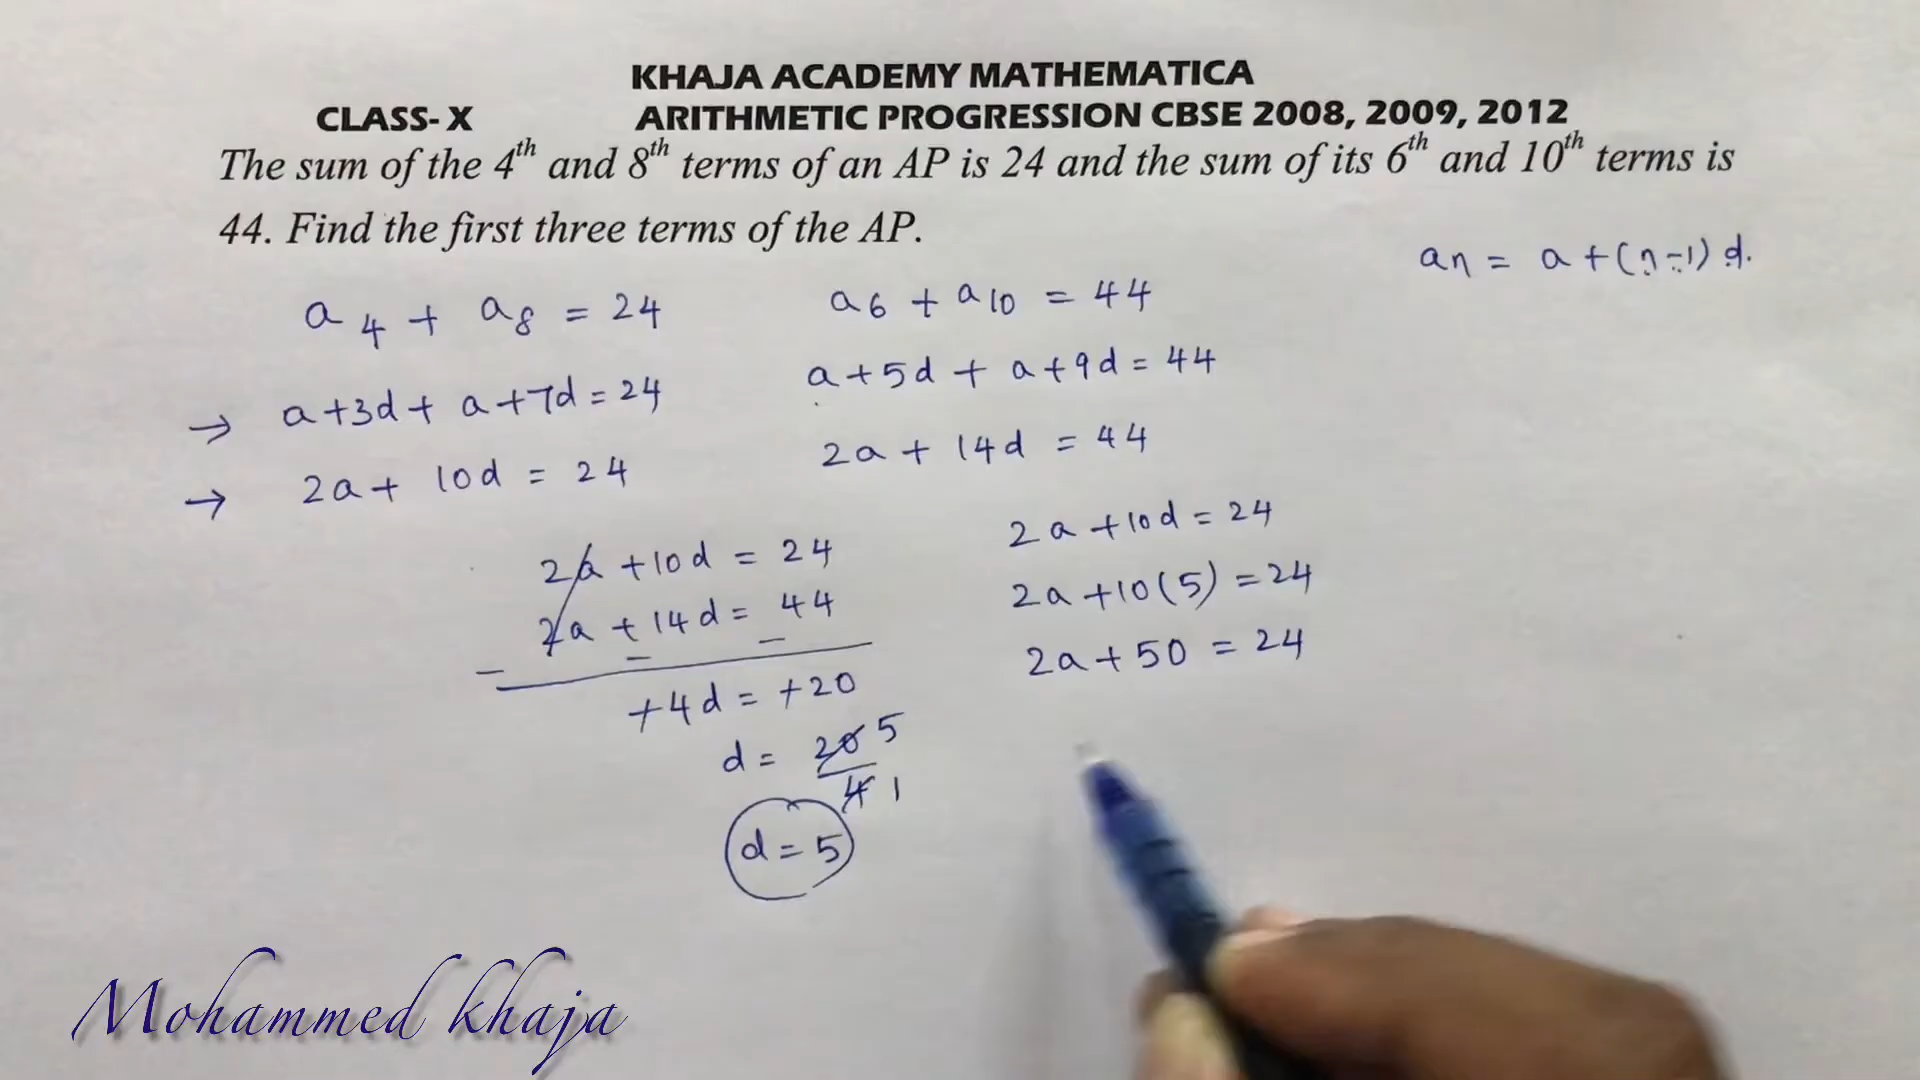 KHAJA ACADEMY MATHEMATICA
CLASS- X ARITHMETIC PROGRESSION CBSE 2008, 2009, 2012
The sum of the 4th and 8th terms of an AP is 24 and the sum of its 6th and 10th terms is
44. Find the first three terms of the AP.
an = a + (n-1) d.
a4 + a8 = 24
→ a+3d + a+7d = 24
→ 2a + 10d = 24
a6 + a10 = 44
a+5d + a+9d = 44
2a + 14d = 44
2a + 10d = 24
2a + 14d = 44
- - -
+4d = +20
d = 20/4 5 1
d = 5
2a + 10d = 24
2a + 10(5) = 24
2a + 50 = 24
Mohammed khaja